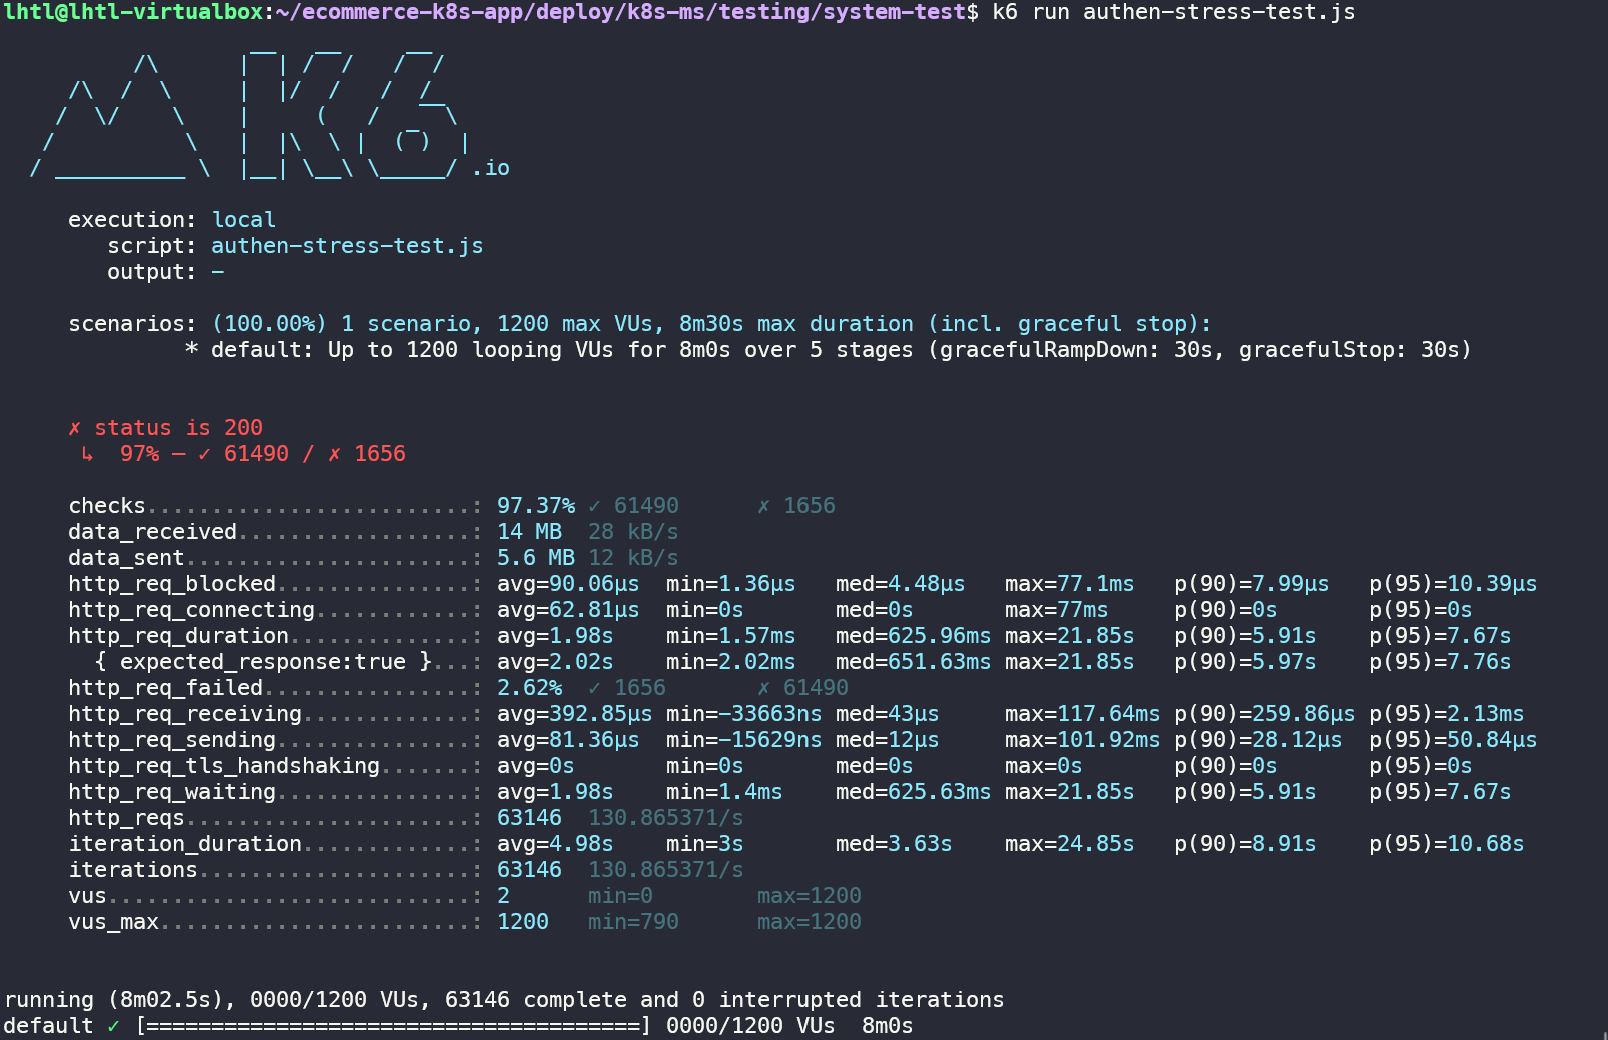 lhtl@lhtl-virtualbox:~/ecommerce-k8s-app/deploy/k8s-ms/testing/system-test$ k6 run authen-stress-test.js
.io
execution: local
script: authen-stress-test.js
output: -
scenarios: (100.00%) 1 scenario, 1200 max VUs, 8m30s max duration (incl. graceful stop):
* default: Up to 1200 looping VUs for 8m0s over 5 stages (gracefulRampDown: 30s, gracefulStop: 30s)
✗ status is 200
↳  97% — ✓ 61490 / ✗ 1656
checks.........................: 97.37% ✓ 61490      ✗ 1656
data_received..................: 14 MB  28 kB/s
data_sent......................: 5.6 MB 12 kB/s
http_req_blocked...............: avg=90.06µs  min=1.36µs   med=4.48µs   max=77.1ms   p(90)=7.99µs   p(95)=10.39µs
http_req_connecting............: avg=62.81µs  min=0s       med=0s       max=77ms     p(90)=0s       p(95)=0s
http_req_duration..............: avg=1.98s    min=1.57ms   med=625.96ms max=21.85s   p(90)=5.91s    p(95)=7.67s
{ expected_response:true }...: avg=2.02s    min=2.02ms   med=651.63ms max=21.85s   p(90)=5.97s    p(95)=7.76s
http_req_failed................: 2.62%  ✓ 1656       ✗ 61490
http_req_receiving.............: avg=392.85µs min=-33663ns med=43µs     max=117.64ms p(90)=259.86µs p(95)=2.13ms
http_req_sending...............: avg=81.36µs  min=-15629ns med=12µs     max=101.92ms p(90)=28.12µs  p(95)=50.84µs
http_req_tls_handshaking.......: avg=0s       min=0s       med=0s       max=0s       p(90)=0s       p(95)=0s
http_req_waiting...............: avg=1.98s    min=1.4ms    med=625.63ms max=21.85s   p(90)=5.91s    p(95)=7.67s
http_reqs......................: 63146  130.865371/s
iteration_duration.............: avg=4.98s    min=3s       med=3.63s    max=24.85s   p(90)=8.91s    p(95)=10.68s
iterations.....................: 63146  130.865371/s
vus............................: 2      min=0        max=1200
vus_max........................: 1200   min=790      max=1200
running (8m02.5s), 0000/1200 VUs, 63146 complete and 0 interrupted iterations
default ✓ [======================================] 0000/1200 VUs  8m0s